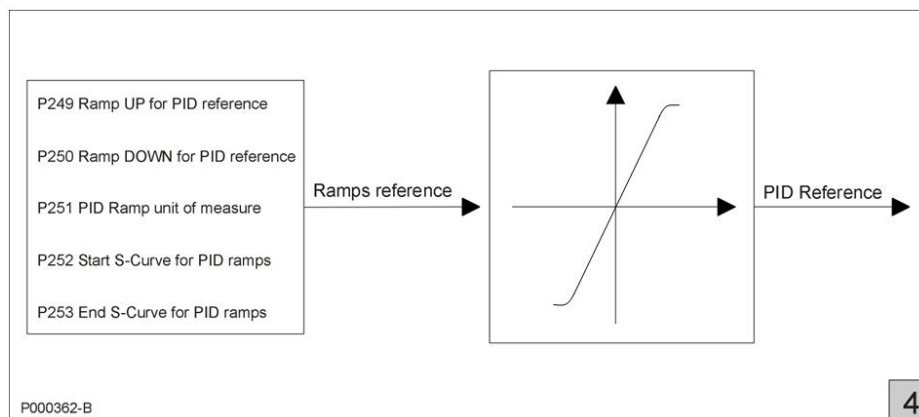 P249 Ramp UP for PID reference
P250 Ramp DOWN for PID reference
P251 PID Ramp unit of measure
P252 Start S-Curve for PID ramps
P253 End S-Curve for PID ramps
Ramps reference
PID Reference
P000362-B
4